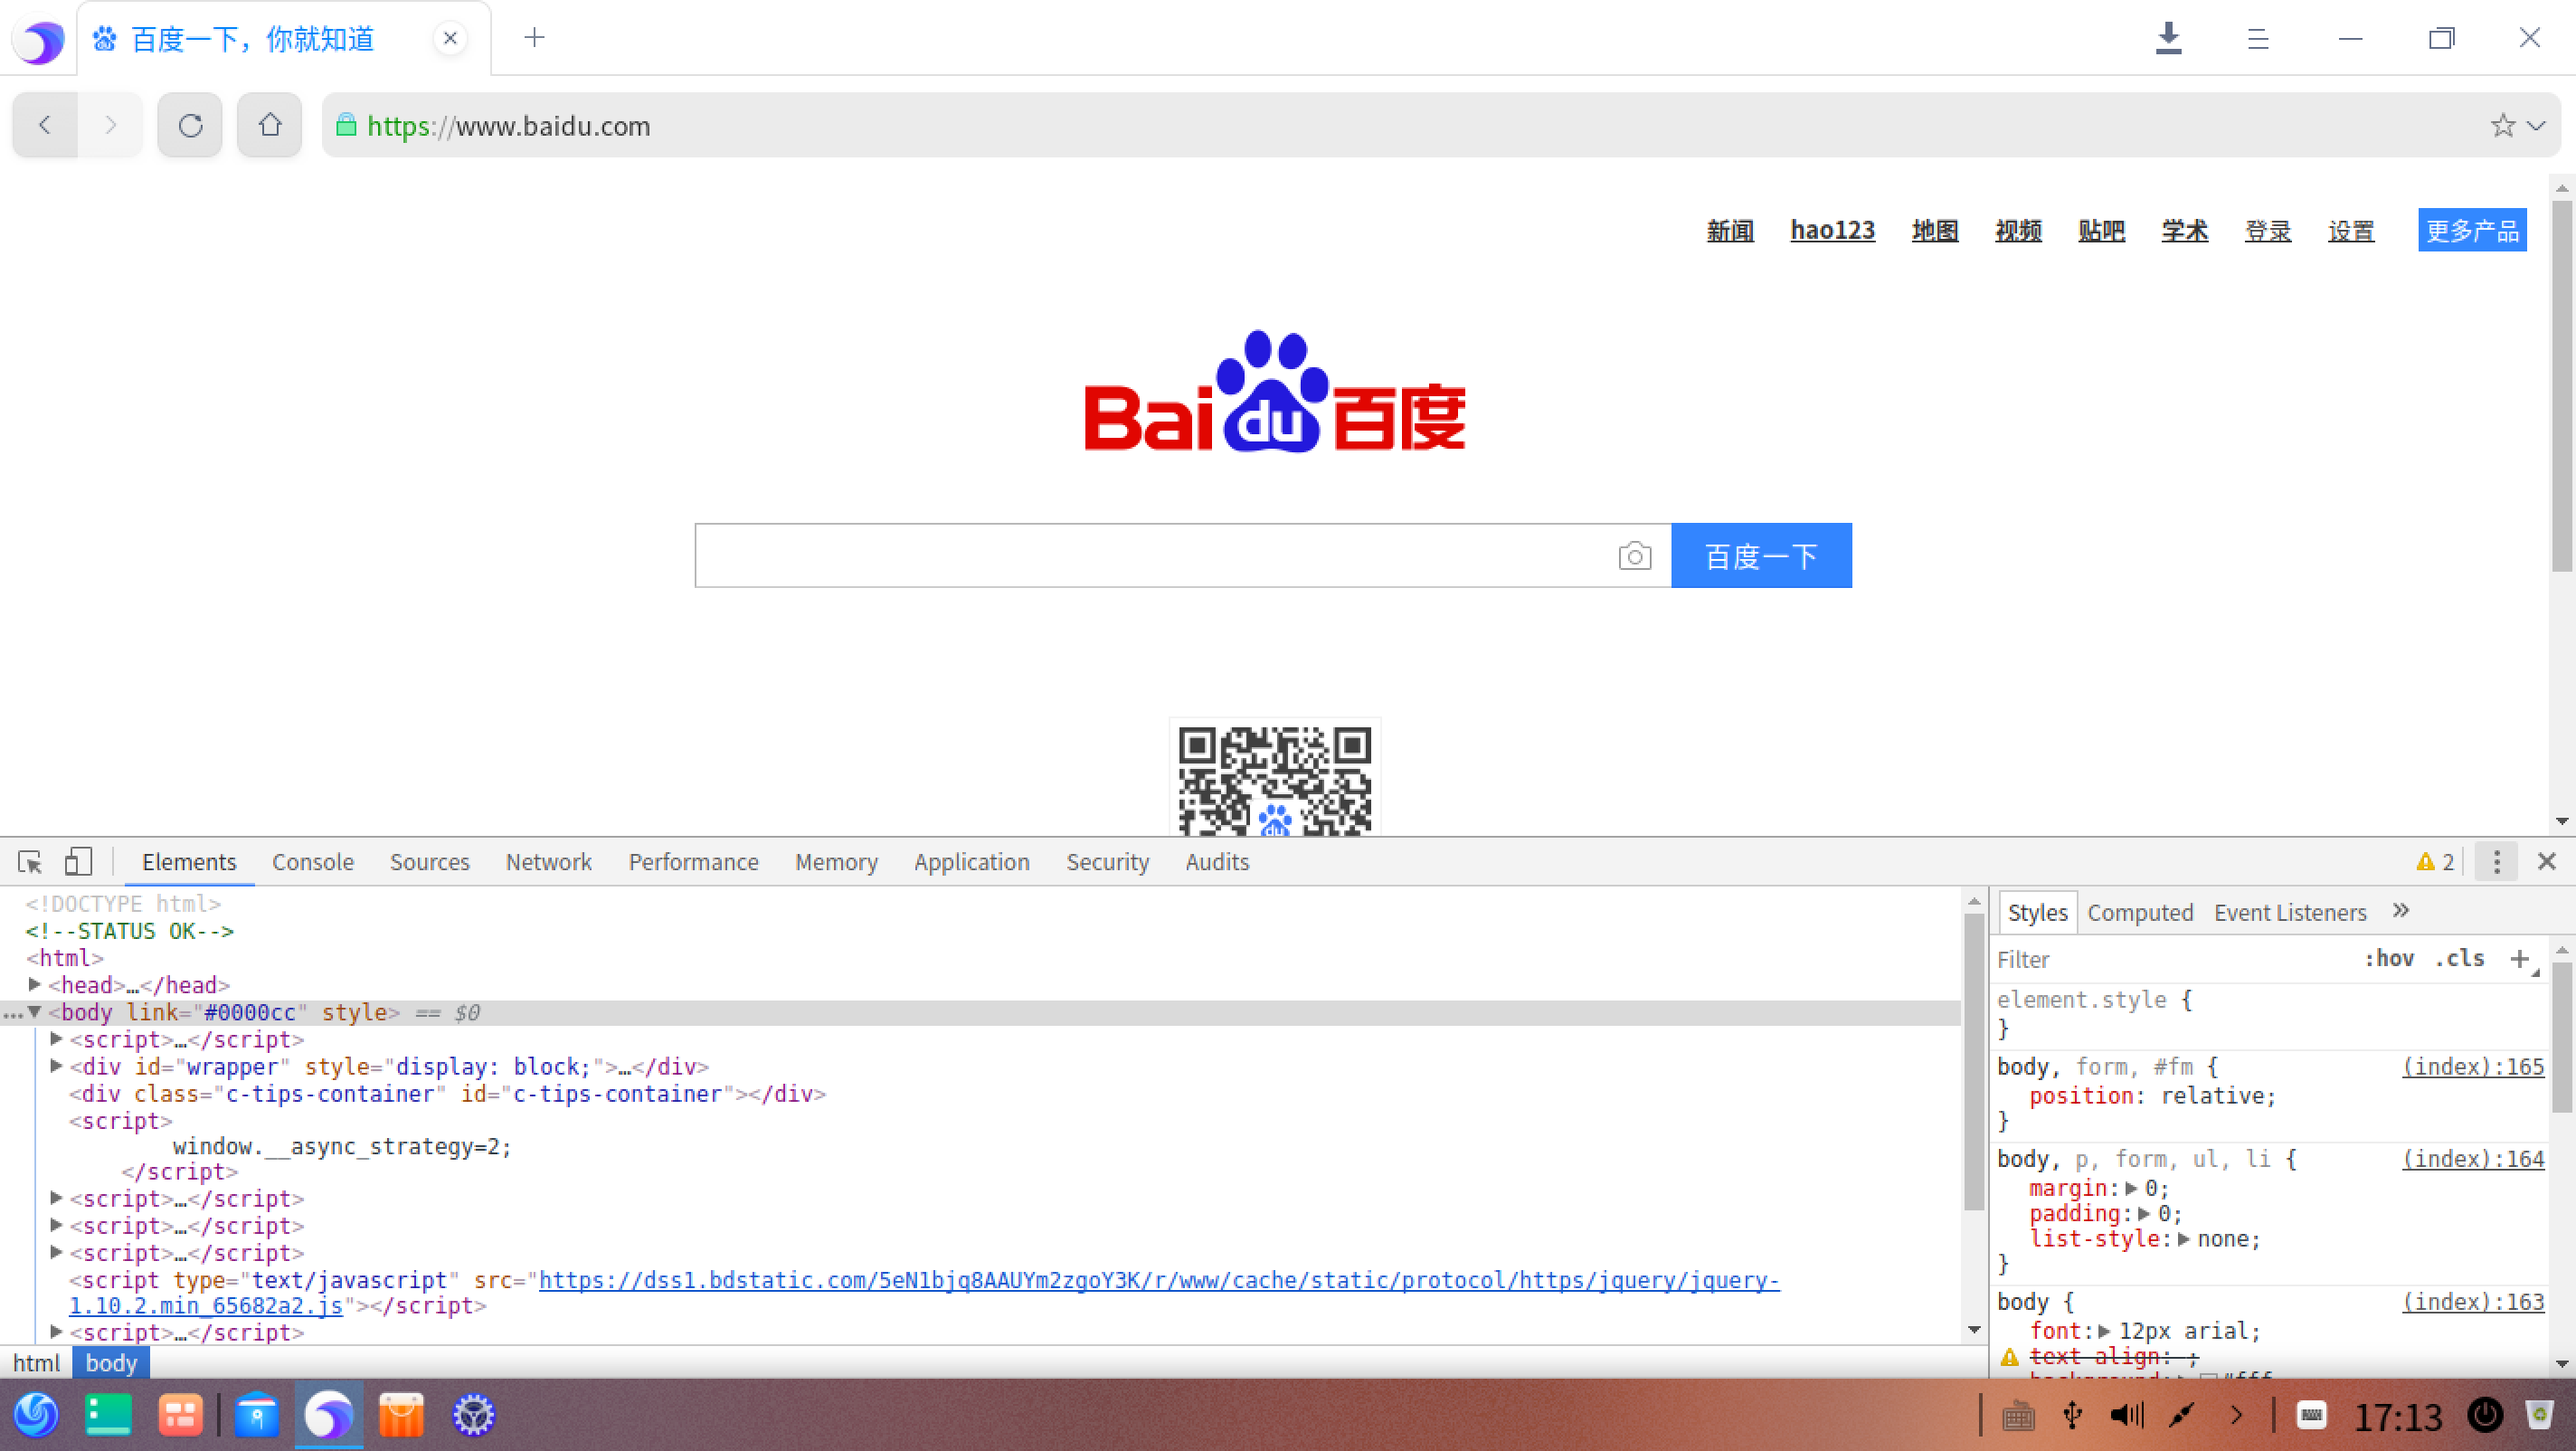 百度一下，你就知道
https://www.baidu.com
新闻 hao123 地图 视频 贴吧 学术 登录 设置 更多产品
Bai du 百度
百度一下
du
Elements Console Sources Network Performance Memory Application Security Audits 2
<!DOCTYPE html>
<!--STATUS OK-->
<html>
<head>…</head>
…<body link="#0000cc" style> == $0
<script>…</script>
<div id="wrapper" style="display: block;">…</div>
<div class="c-tips-container" id="c-tips-container"></div>
<script>
window.__async_strategy=2;
</script>
<script>…</script>
<script>…</script>
<script>…</script>
<script type="text/javascript" src="https://dss1.bdstatic.com/5eN1bjq8AAUYm2zgoY3K/r/www/cache/static/protocol/https/jquery/jquery-
1.10.2.min_65682a2.js"></script>
<script>…</script>
html body
Styles Computed Event Listeners »
Filter :hov .cls +
element.style {
}
body, form, #fm { (index):165
position: relative;
}
body, p, form, ul, li { (index):164
margin: 0;
padding: 0;
list-style: none;
}
body { (index):163
font: 12px arial;
text-align: ;
background: #fff
17:13